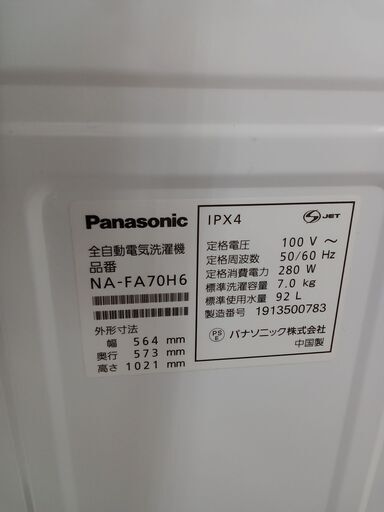 Panasonic
全自動電気洗濯機
品番
NA-FA70H6
外形寸法
幅 564 mm
奥行 573 mm
高さ 1021 mm
IPX4
S JET
定格電圧 100 V ～
定格周波数 50/60 Hz
定格消費電力 280 W
標準洗濯容量 7.0 kg
標準使用水量 92 L
製造番号 1913500783
PS E パナソニック株式会社
中国製